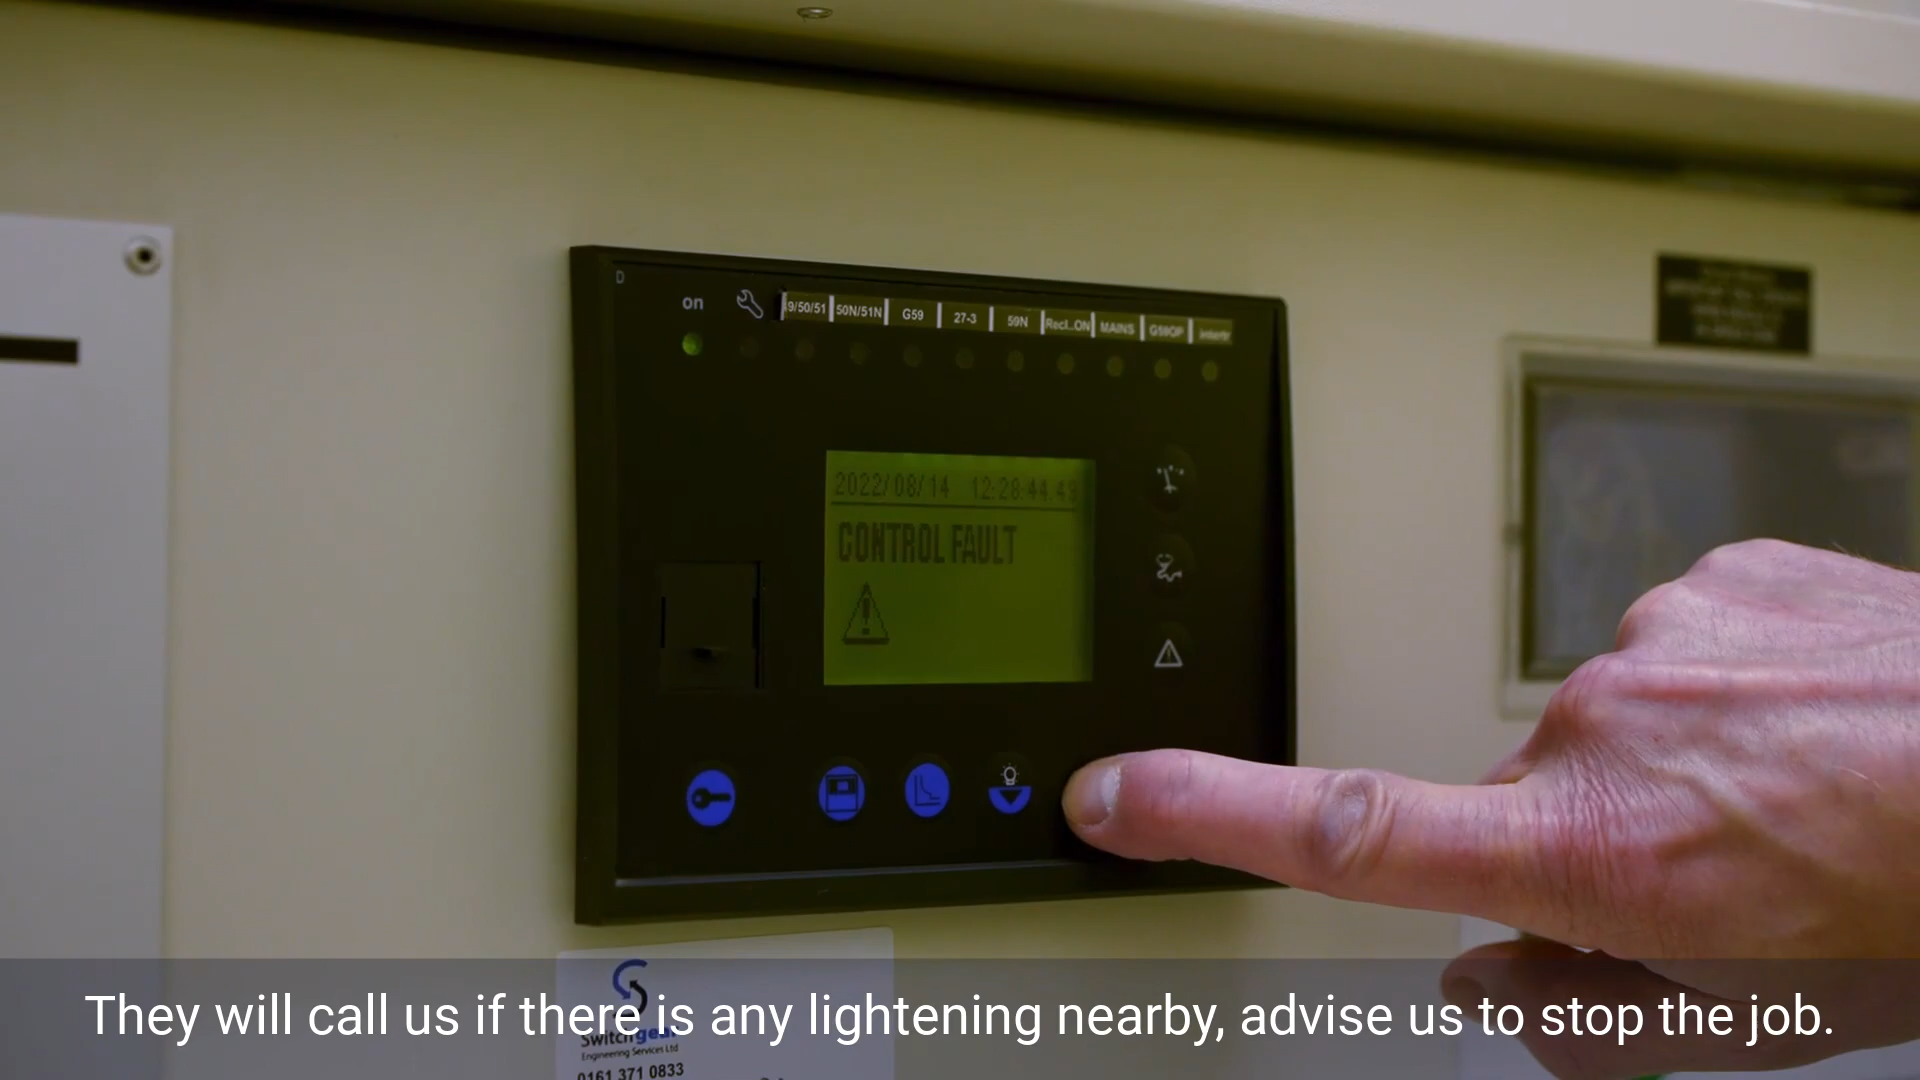 D
on
9/50/51 50N/51N G59 27-3 59N Recl..ON MAINS G59OP
2022/08/14 12:28:44.43
CONTROL FAULT
They will call us if there is any lightening nearby, advise us to stop the job.
Switchgear
Engineering Services Ltd
0161 371 0833